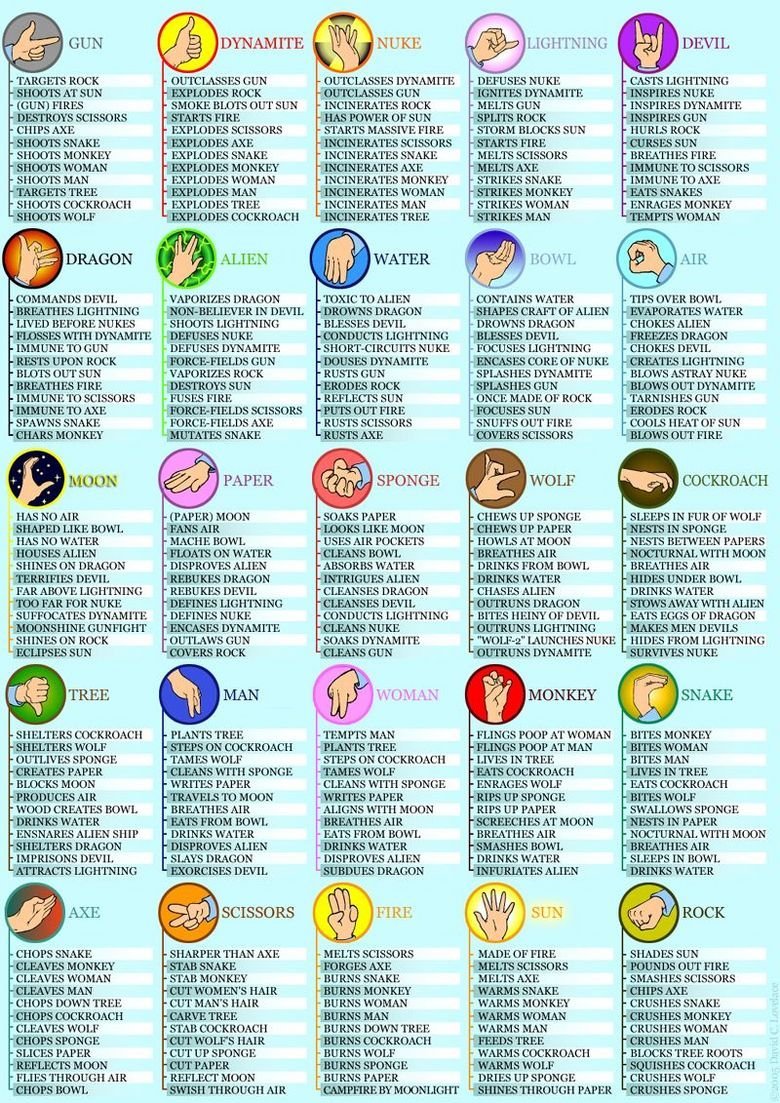 GUN
TARGETS ROCK
SHOOTS AT SUN
(GUN) FIRES
DESTROYS SCISSORS
CHIPS AXE
SHOOTS SNAKE
SHOOTS MONKEY
SHOOTS WOMAN
SHOOTS MAN
TARGETS TREE
SHOOTS COCKROACH
SHOOTS WOLF
DYNAMITE
OUTCLASSES GUN
EXPLODES ROCK
SMOKE BLOTS OUT SUN
STARTS FIRE
EXPLODES SCISSORS
EXPLODES AXE
EXPLODES SNAKE
EXPLODES MONKEY
EXPLODES WOMAN
EXPLODES MAN
EXPLODES TREE
EXPLODES COCKROACH
NUKE
OUTCLASSES DYNAMITE
OUTCLASSES GUN
INCINERATES ROCK
HAS POWER OF SUN
STARTS MASSIVE FIRE
INCINERATES SCISSORS
INCINERATES SNAKE
INCINERATES AXE
INCINERATES MONKEY
INCINERATES WOMAN
INCINERATES MAN
INCINERATES TREE
LIGHTNING
DEFUSES NUKE
IGNITES DYNAMITE
MELTS GUN
SPLITS ROCK
STORM BLOCKS SUN
STARTS FIRE
MELTS SCISSORS
MELTS AXE
STRIKES SNAKE
STRIKES MONKEY
STRIKES WOMAN
STRIKES MAN
DEVIL
CASTS LIGHTNING
INSPIRES NUKE
INSPIRES DYNAMITE
INSPIRES GUN
HURLS ROCK
CURSES SUN
BREATHES FIRE
IMMUNE TO SCISSORS
IMMUNE TO AXE
EATS SNAKES
ENRAGES MONKEY
TEMPTS WOMAN
DRAGON
COMMANDS DEVIL
BREATHES LIGHTNING
LIVED BEFORE NUKES
FLOSSES WITH DYNAMITE
IMMUNE TO GUN
RESTS UPON ROCK
BLOTS OUT SUN
BREATHES FIRE
IMMUNE TO SCISSORS
IMMUNE TO AXE
SPAWNS SNAKE
CHARS MONKEY
ALIEN
VAPORIZES DRAGON
NON-BELIEVER IN DEVIL
SHOOTS LIGHTNING
DEFUSES NUKE
DEFUSES DYNAMITE
FORCE-FIELDS GUN
VAPORIZES ROCK
DESTROYS SUN
FUSES FIRE
FORCE-FIELDS SCISSORS
FORCE-FIELDS AXE
MUTATES SNAKE
WATER
TOXIC TO ALIEN
DROWNS DRAGON
BLESSES DEVIL
CONDUCTS LIGHTNING
SHORT-CIRCUITS NUKE
DOUSES DYNAMITE
RUSTS GUN
ERODES ROCK
REFLECTS SUN
PUTS OUT FIRE
RUSTS SCISSORS
RUSTS AXE
BOWL
CONTAINS WATER
SHAPES CRAFT OF ALIEN
DROWNS DRAGON
BLESSES DEVIL
FOCUSES LIGHTNING
ENCASES CORE OF NUKE
SPLASHES DYNAMITE
SPLASHES GUN
ONCE MADE OF ROCK
FOCUSES SUN
SNUFFS OUT FIRE
COVERS SCISSORS
AIR
TIPS OVER BOWL
EVAPORATES WATER
CHOKES ALIEN
FREEZES DRAGON
CHOKES DEVIL
CREATES LIGHTNING
BLOWS ASTRAY NUKE
BLOWS OUT DYNAMITE
TARNISHES GUN
ERODES ROCK
COOLS HEAT OF SUN
BLOWS OUT FIRE
MOON
HAS NO AIR
SHAPED LIKE BOWL
HAS NO WATER
HOUSES ALIEN
SHINES ON DRAGON
TERRIFIES DEVIL
FAR ABOVE LIGHTNING
TOO FAR FOR NUKE
SUFFOCATES DYNAMITE
MOONSHINE GUNFIGHT
SHINES ON ROCK
ECLIPSES SUN
PAPER
(PAPER) MOON
FANS AIR
MACHE BOWL
FLOATS ON WATER
DISPROVES ALIEN
REBUKES DRAGON
REBUKES DEVIL
DEFINES LIGHTNING
DEFINES NUKE
ENCASES DYNAMITE
OUTLAWS GUN
COVERS ROCK
SPONGE
SOAKS PAPER
LOOKS LIKE MOON
USES AIR POCKETS
CLEANS BOWL
ABSORBS WATER
INTRIGUES ALIEN
CLEANSES DRAGON
CLEANSES DEVIL
CONDUCTS LIGHTNING
CLEANS NUKE
SOAKS DYNAMITE
CLEANS GUN
WOLF
CHEWS UP SPONGE
CHEWS UP PAPER
HOWLS AT MOON
BREATHES AIR
DRINKS FROM BOWL
DRINKS WATER
CHASES ALIEN
OUTRUNS DRAGON
BITES HEINY OF DEVIL
OUTRUNS LIGHTNING
"WOLF-2" LAUNCHES NUKE
OUTRUNS DYNAMITE
COCKROACH
SLEEPS IN FUR OF WOLF
NESTS IN SPONGE
NESTS BETWEEN PAPERS
NOCTURNAL WITH MOON
BREATHES AIR
HIDES UNDER BOWL
DRINKS WATER
STOWS AWAY WITH ALIEN
EATS EGGS OF DRAGON
MAKES MEN DEVILS
HIDES FROM LIGHTNING
SURVIVES NUKE
TREE
SHELTERS COCKROACH
SHELTERS WOLF
OUTLIVES SPONGE
CREATES PAPER
BLOCKS MOON
PRODUCES AIR
WOOD CREATES BOWL
DRINKS WATER
ENSNARES ALIEN SHIP
SHELTERS DRAGON
IMPRISONS DEVIL
ATTRACTS LIGHTNING
MAN
PLANTS TREE
STEPS ON COCKROACH
TAMES WOLF
CLEANS WITH SPONGE
WRITES PAPER
TRAVELS TO MOON
BREATHES AIR
EATS FROM BOWL
DRINKS WATER
DISPROVES ALIEN
SLAYS DRAGON
EXORCISES DEVIL
WOMAN
TEMPTS MAN
PLANTS TREE
STEPS ON COCKROACH
TAMES WOLF
CLEANS WITH SPONGE
WRITES PAPER
ALIGNS WITH MOON
BREATHES AIR
EATS FROM BOWL
DRINKS WATER
DISPROVES ALIEN
SUBDUES DRAGON
MONKEY
FLINGS POOP AT WOMAN
FLINGS POOP AT MAN
LIVES IN TREE
EATS COCKROACH
ENRAGES WOLF
RIPS UP SPONGE
RIPS UP PAPER
SCREECHES AT MOON
BREATHES AIR
SMASHES BOWL
DRINKS WATER
INFURIATES ALIEN
SNAKE
BITES MONKEY
BITES WOMAN
BITES MAN
LIVES IN TREE
EATS COCKROACH
BITES WOLF
SWALLOWS SPONGE
NESTS IN PAPER
NOCTURNAL WITH MOON
BREATHES AIR
SLEEPS IN BOWL
DRINKS WATER
AXE
CHOPS SNAKE
CLEAVES MONKEY
CLEAVES WOMAN
CLEAVES MAN
CHOPS DOWN TREE
CHOPS COCKROACH
CLEAVES WOLF
CHOPS SPONGE
SLICES PAPER
REFLECTS MOON
FLIES THROUGH AIR
CHOPS BOWL
SCISSORS
SHARPER THAN AXE
STAB SNAKE
STAB MONKEY
CUT WOMEN'S HAIR
CUT MAN'S HAIR
CARVE TREE
STAB COCKROACH
CUT WOLF'S HAIR
CUT UP SPONGE
CUT PAPER
REFLECT MOON
SWISH THROUGH AIR
FIRE
MELTS SCISSORS
FORGES AXE
BURNS SNAKE
BURNS MONKEY
BURNS WOMAN
BURNS MAN
BURNS DOWN TREE
BURNS COCKROACH
BURNS WOLF
BURNS SPONGE
BURNS PAPER
CAMPFIRE BY MOONLIGHT
SUN
MADE OF FIRE
MELTS SCISSORS
MELTS AXE
WARMS SNAKE
WARMS MONKEY
WARMS WOMAN
WARMS MAN
FEEDS TREE
WARMS COCKROACH
WARMS WOLF
DRIES UP SPONGE
SHINES THROUGH PAPER
ROCK
SHADES SUN
POUNDS OUT FIRE
SMASHES SCISSORS
CHIPS AXE
CRUSHES SNAKE
CRUSHES MONKEY
CRUSHES WOMAN
CRUSHES MAN
BLOCKS TREE ROOTS
SQUISHES COCKROACH
CRUSHES WOLF
CRUSHES SPONGE
©2005 David C. Lovelace